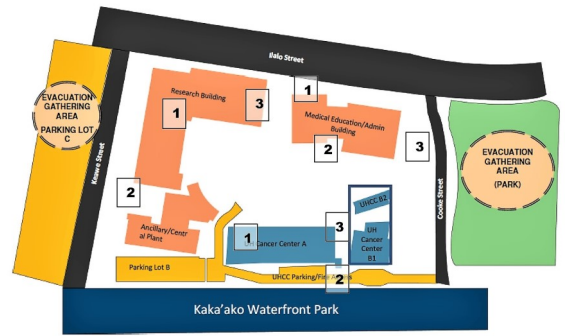 Ilalo Street
EVACUATION
GATHERING
AREA
PARKING LOT
C
Research Building
1
3
1
Medical Education/Admin
Building
2
3
EVACUATION
GATHERING
AREA
(PARK)
Keawe Street
Cooke Street
2
Ancillary/Centr
al Plant
1
UH Cancer Center A
3
UHCC B2
UH
Cancer
Center
B1
Parking Lot B
UHCC Parking/Fire Access
2
Kaka'ako Waterfront Park